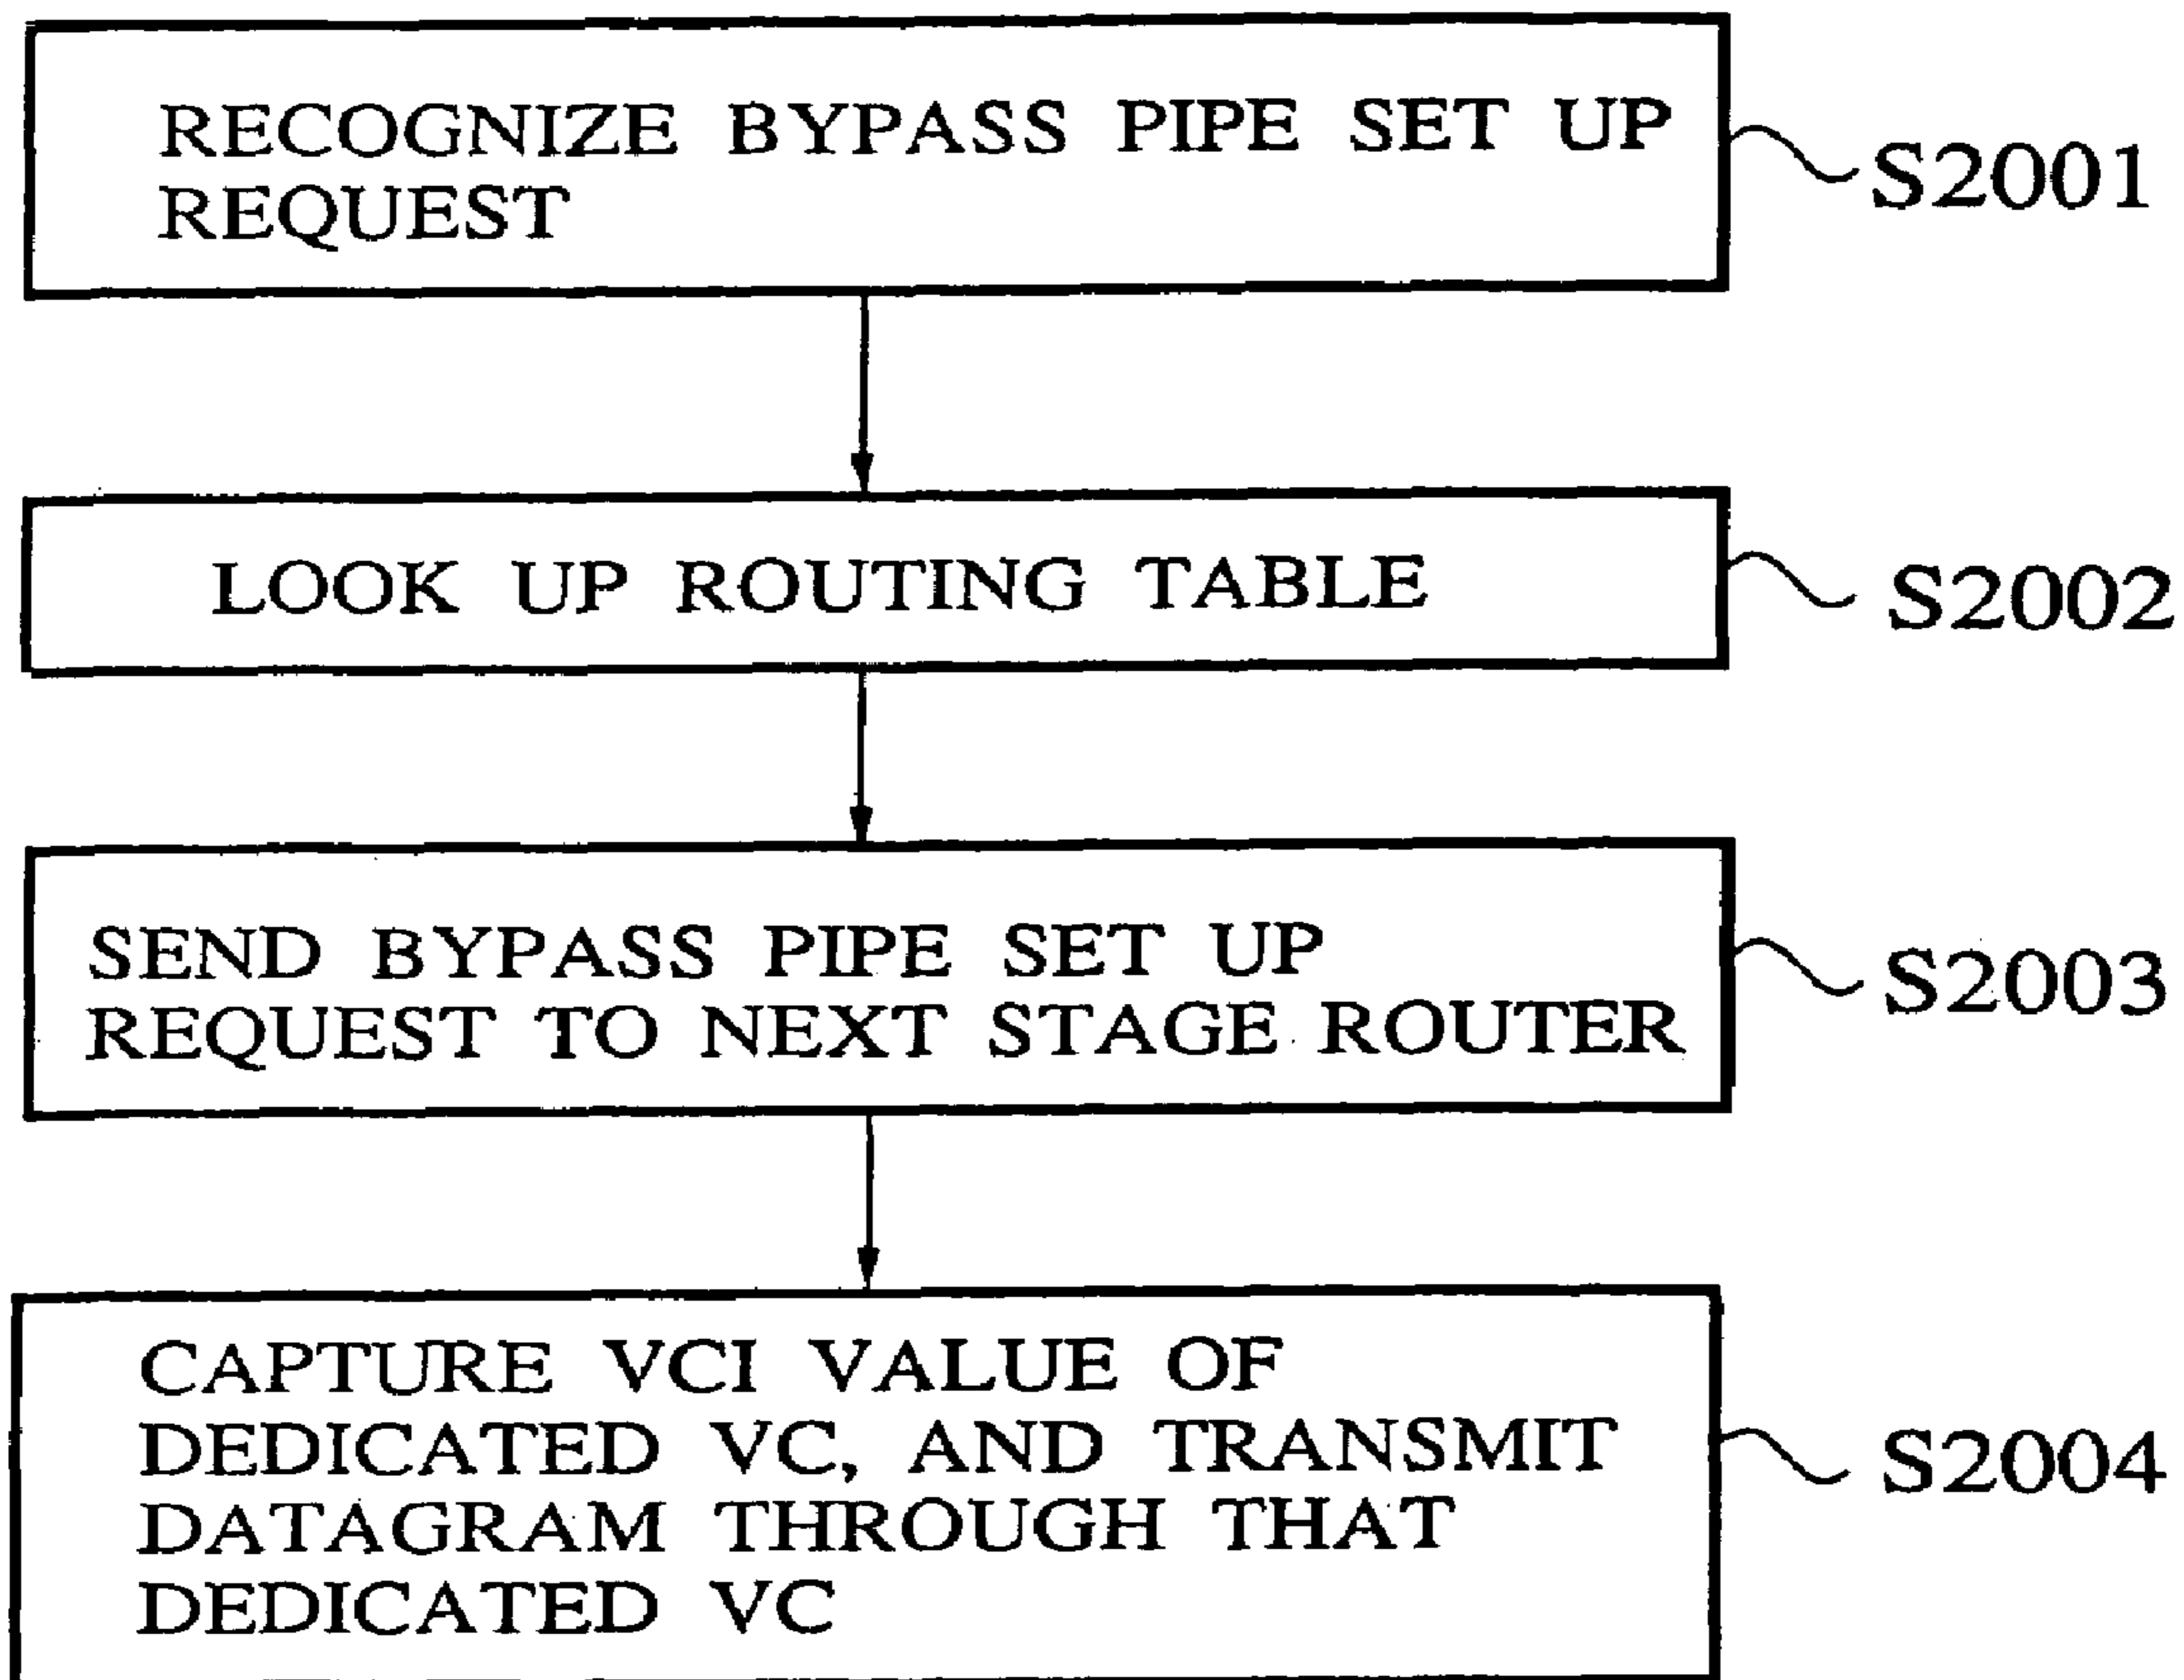 RECOGNIZE BYPASS PIPE SET UP
REQUEST
S2001
LOOK UP ROUTING TABLE
S2002
SEND BYPASS PIPE SET UP
REQUEST TO NEXT STAGE ROUTER
S2003
CAPTURE VCI VALUE OF
DEDICATED VC, AND TRANSMIT
DATAGRAM THROUGH THAT
DEDICATED VC
S2004